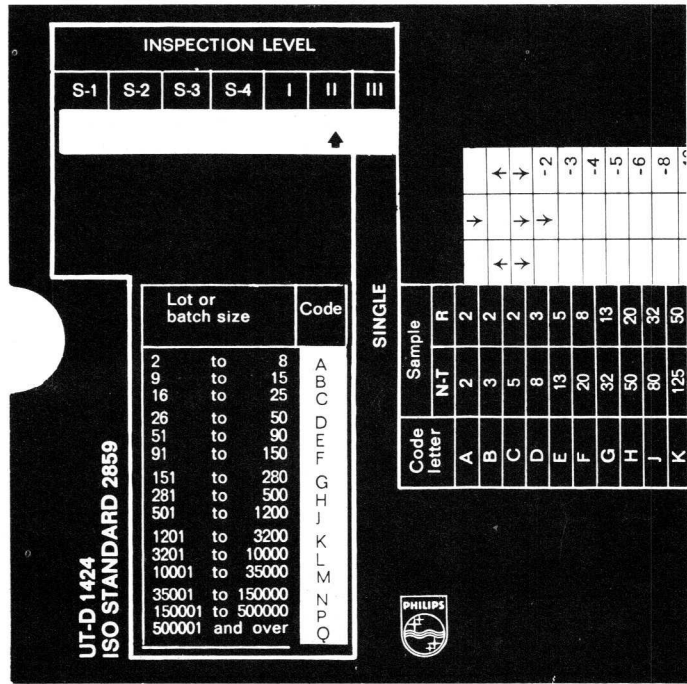 INSPECTION LEVEL
S-1 S-2 S-3 S-4 I II III
Lot or
batch size
Code
2 to 8 A
9 to 15 B
16 to 25 C
26 to 50 D
51 to 90 E
91 to 150 F
151 to 280 G
281 to 500 H
501 to 1200 J
1201 to 3200 K
3201 to 10000 L
10001 to 35000 M
35001 to 150000 N
150001 to 500000 P
500001 and over Q
UT-D 1424
ISO STANDARD 2859
SINGLE
-2 -3 -4 -5 -6 -8
Sample
R 2 2 2 3 5 8 13 20 32 50
N-T 2 3 5 8 13 20 32 50 80 125
Code
letter
A B C D E F G H J K
PHILIPS